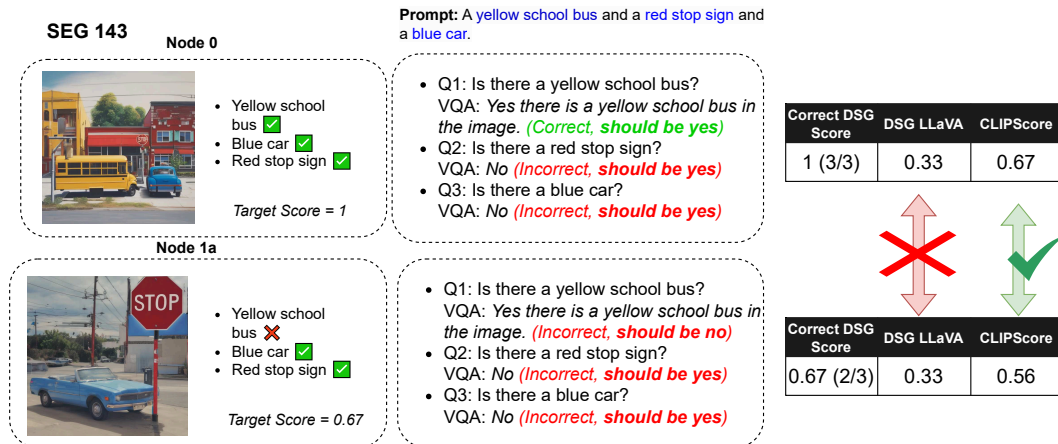 SEG 143
Prompt: A yellow school bus and a red stop sign and
a blue car.
Node 0
• Yellow school
bus ✅
• Blue car ✅
• Red stop sign ✅
Target Score = 1
• Q1: Is there a yellow school bus?
VQA: Yes there is a yellow school bus in
the image. (Correct, should be yes)
• Q2: Is there a red stop sign?
VQA: No (Incorrect, should be yes)
• Q3: Is there a blue car?
VQA: No (Incorrect, should be yes)
Correct DSG Score DSG LLaVA CLIPScore
1 (3/3) 0.33 0.67
Node 1a
STOP
• Yellow school
bus ❌
• Blue car ✅
• Red stop sign ✅
Target Score = 0.67
• Q1: Is there a yellow school bus?
VQA: Yes there is a yellow school bus in
the image. (Incorrect, should be no)
• Q2: Is there a red stop sign?
VQA: No (Incorrect, should be yes)
• Q3: Is there a blue car?
VQA: No (Incorrect, should be yes)
Correct DSG Score DSG LLaVA CLIPScore
0.67 (2/3) 0.33 0.56